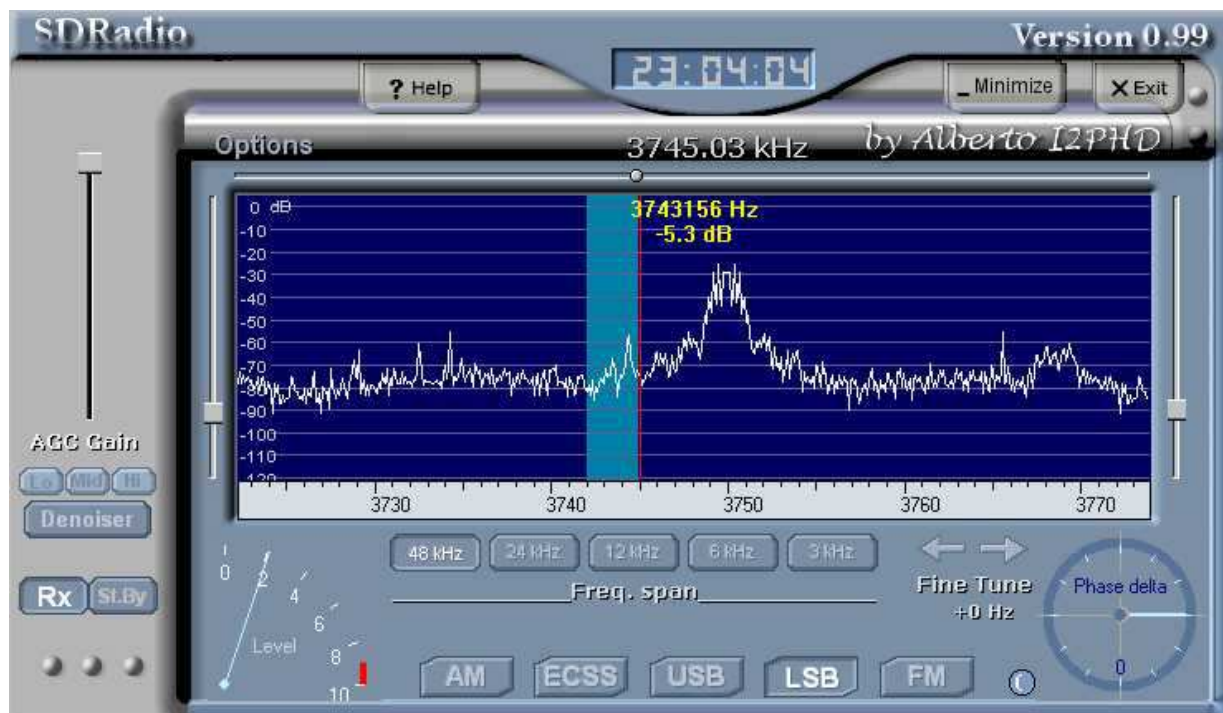 SDRadio
Version 0.99
23:04:04
? Help
_ Minimize
X Exit
Options
3745.03 kHz
by Alberto I2PHD
0 dB
3743156 Hz
-5.3 dB
-10
-20
-30
-40
-50
-60
-70
-80
-90
-100
-110
-120
3730 3740 3750 3760 3770
AGC Gain
Lo Mid Hi
Denoiser
Rx St.By
48 kHz 24 kHz 12 kHz 6 kHz 3 kHz
Freq. span
Fine Tune
+0 Hz
Phase delta
0
0 2 4 6 8 10
Level
AM ECSS USB LSB FM
C